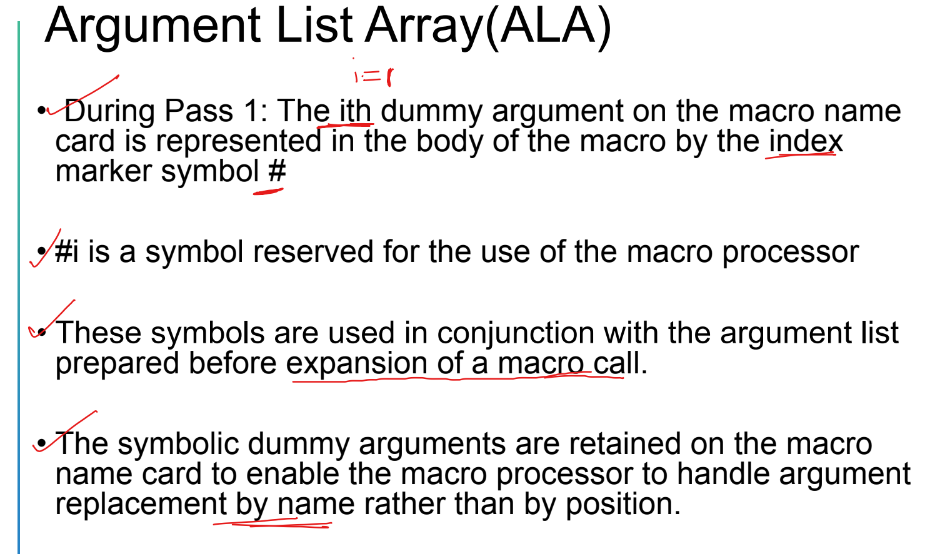 Argument List Array(ALA)
i=1
• During Pass 1: The ith dummy argument on the macro name
card is represented in the body of the macro by the index
marker symbol #
• #i is a symbol reserved for the use of the macro processor
• These symbols are used in conjunction with the argument list
prepared before expansion of a macro call.
• The symbolic dummy arguments are retained on the macro
name card to enable the macro processor to handle argument
replacement by name rather than by position.